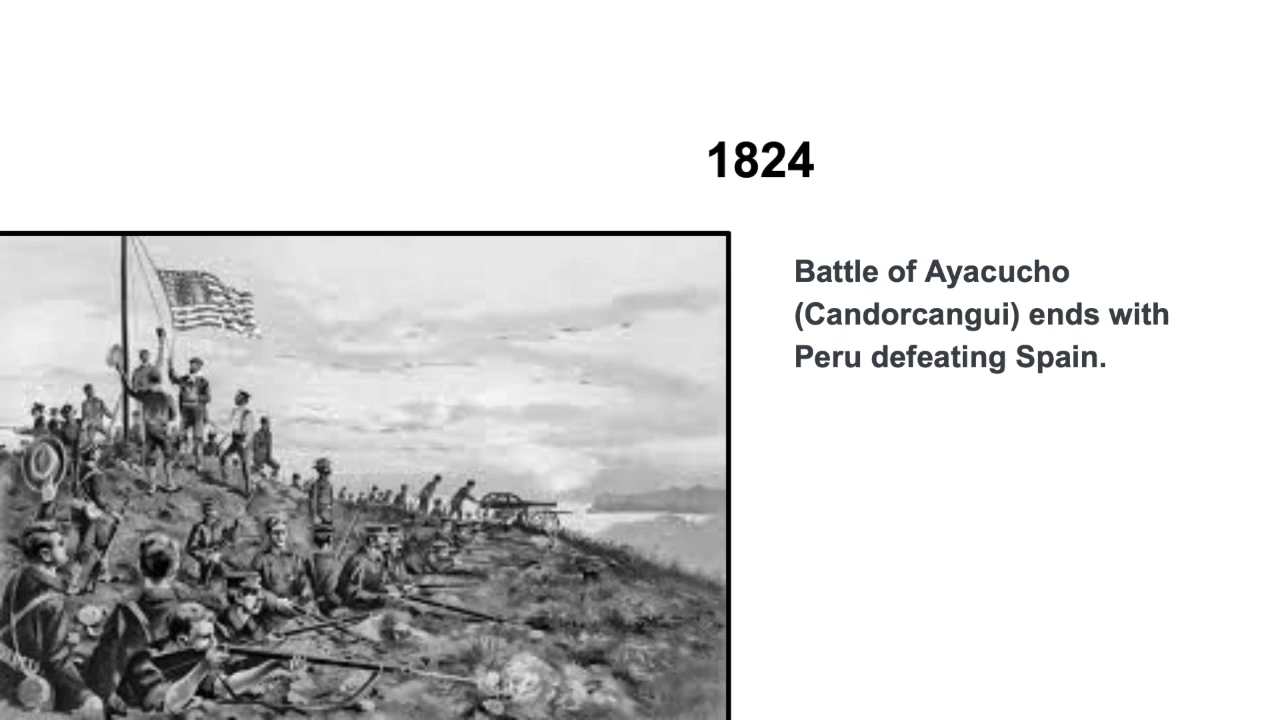 1824
Battle of Ayacucho
(Candorcangui) ends with
Peru defeating Spain.